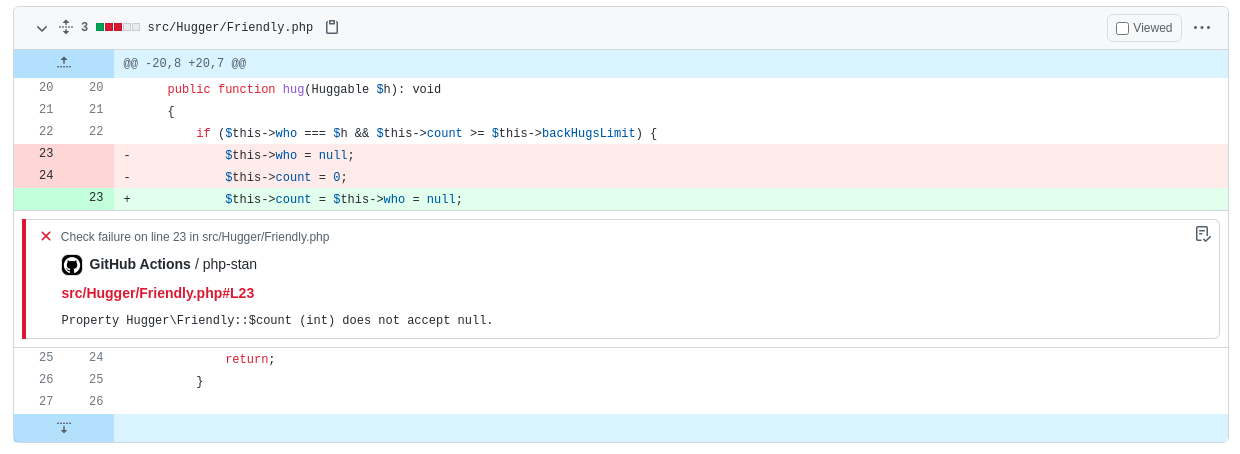 3 src/Hugger/Friendly.php Viewed
@@ -20,8 +20,7 @@
20 20 public function hug(Huggable $h): void
21 21 {
22 22 if ($this->who === $h && $this->count >= $this->backHugsLimit) {
23 - $this->who = null;
24 - $this->count = 0;
23 + $this->count = $this->who = null;
Check failure on line 23 in src/Hugger/Friendly.php
GitHub Actions / php-stan
src/Hugger/Friendly.php#L23
Property Hugger\Friendly::$count (int) does not accept null.
25 24 return;
26 25 }
27 26